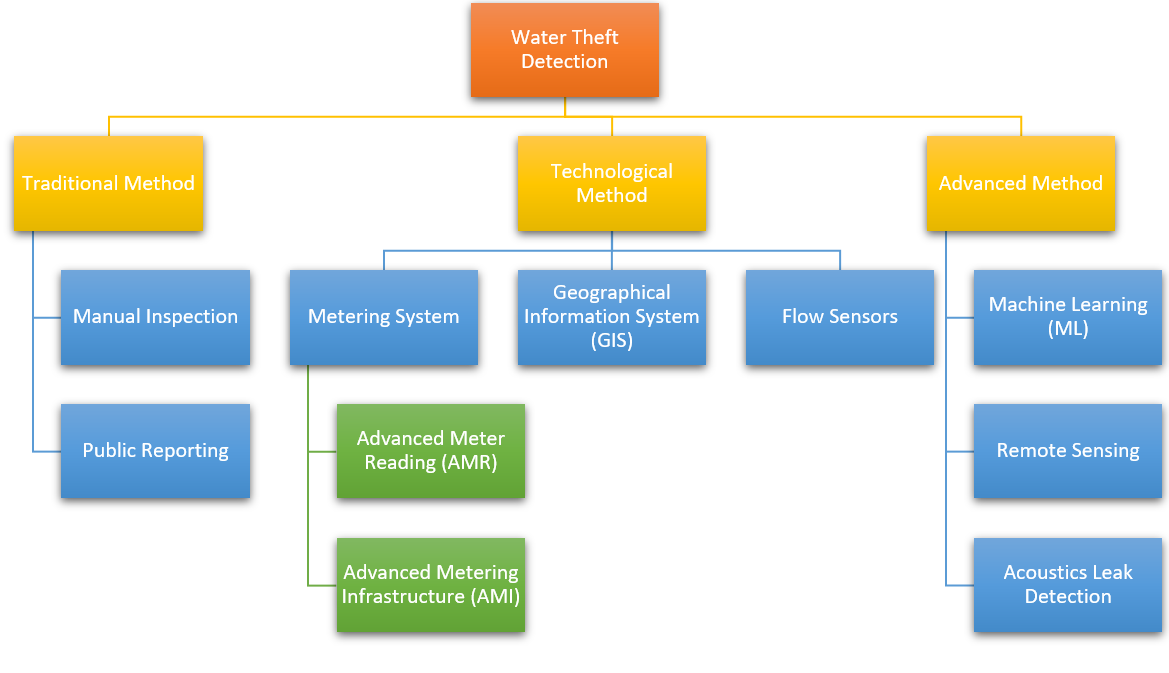 Water Theft
Detection
Traditional Method
Technological
Method
Advanced Method
Manual Inspection
Metering System
Geographical
Information System
(GIS)
Flow Sensors
Machine Learning
(ML)
Public Reporting
Advanced Meter
Reading (AMR)
Remote Sensing
Advanced Metering
Infrastructure (AMI)
Acoustics Leak
Detection